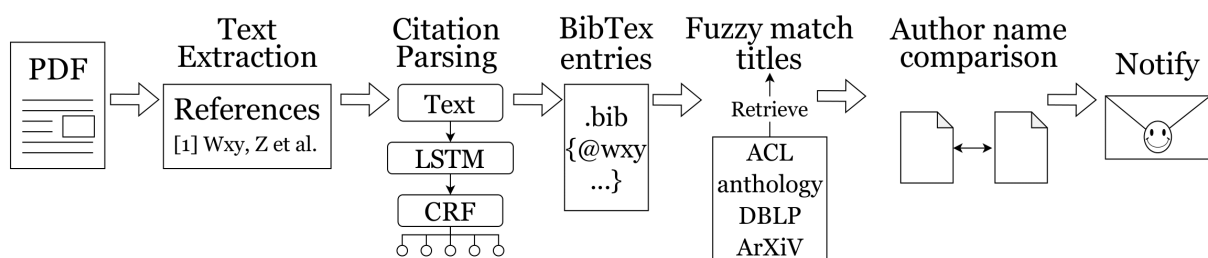 PDF
Text
Extraction
References
[1] Wxy, Z et al.
Citation
Parsing
Text
LSTM
CRF
BibTex
entries
.bib
{@wxy
...}
Fuzzy match
titles
Retrieve
ACL
anthology
DBLP
ArXiV
Author name
comparison
Notify